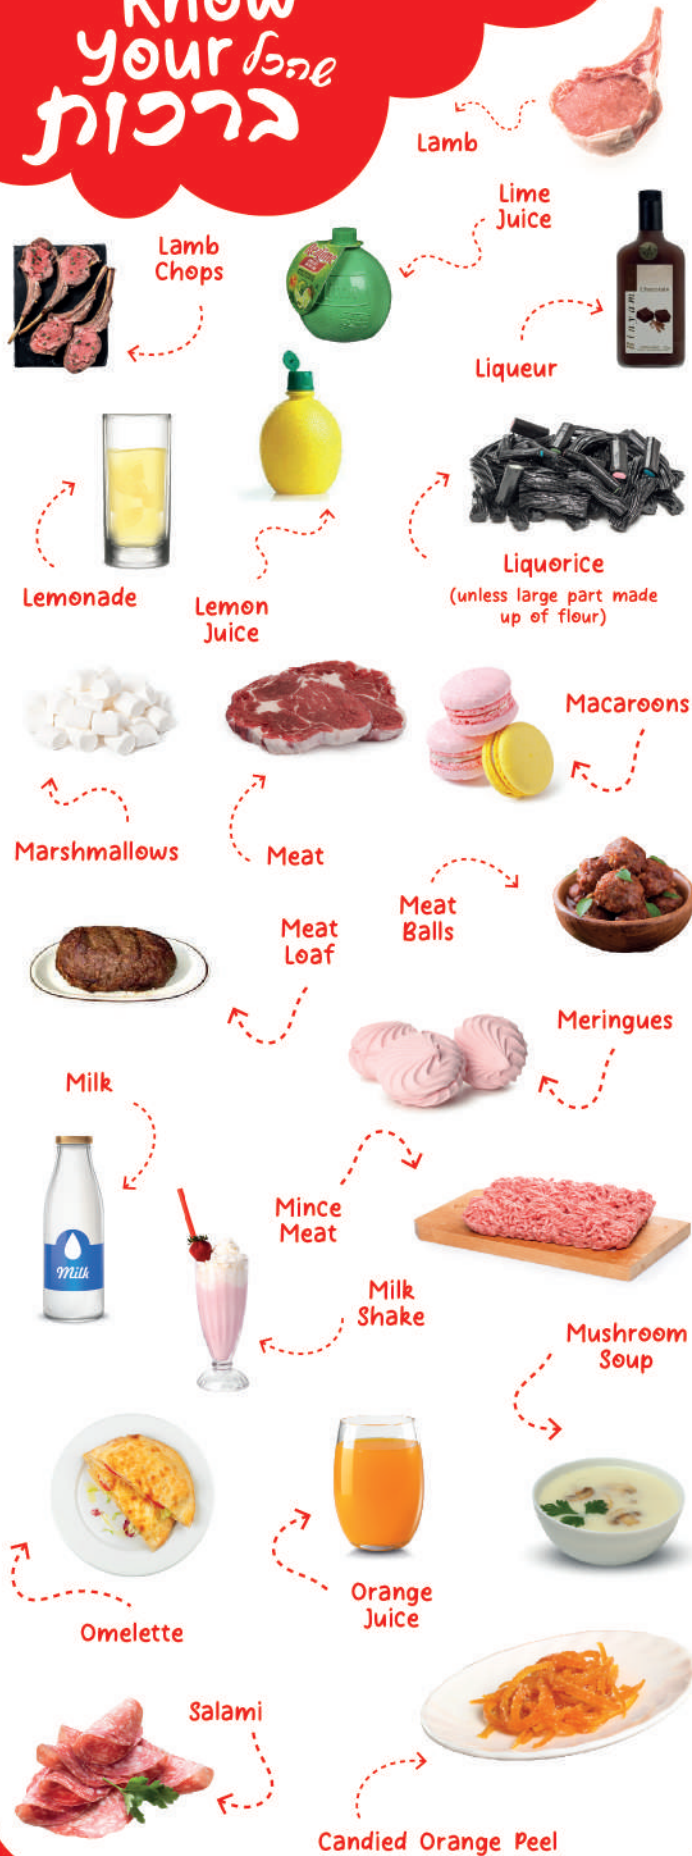 Know
your שהכל
ברכות
Lamb
Lime
Juice
Lamb
Chops
Liqueur
Lemonade
Lemon
Juice
Liquorice
(unless large part made
up of flour)
Macaroons
Marshmallows
Meat
Meat
Balls
Meat
Loaf
Meringues
Milk
Milk
Mince
Meat
Milk
Shake
Mushroom
Soup
Orange
Juice
Omelette
Salami
Candied Orange Peel